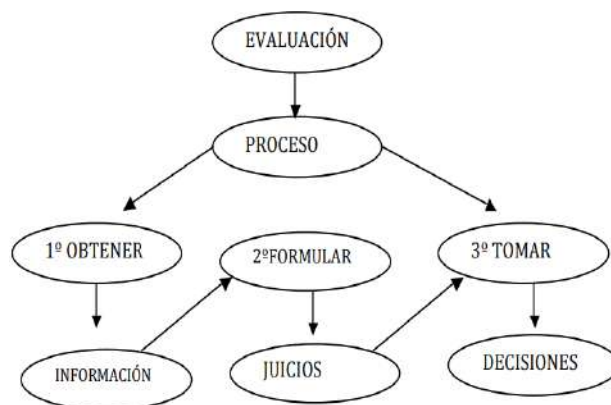 EVALUACIÓN
PROCESO
1º OBTENER
2ºFORMULAR
3º TOMAR
INFORMACIÓN
JUICIOS
DECISIONES